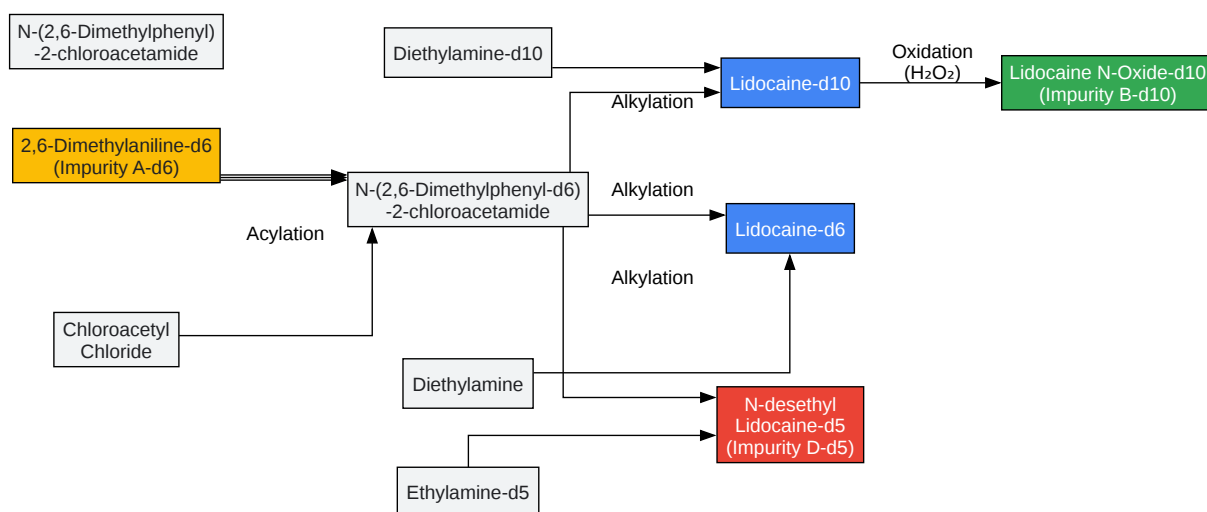 N-(2,6-Dimethylphenyl)
-2-chloroacetamide
Diethylamine-d10
Oxidation
(H₂O₂)
Lidocaine-d10
Lidocaine N-Oxide-d10
(Impurity B-d10)
Alkylation
2,6-Dimethylaniline-d6
(Impurity A-d6)
N-(2,6-Dimethylphenyl-d6)
-2-chloroacetamide
Alkylation
Lidocaine-d6
Acylation
Alkylation
Chloroacetyl
Chloride
Diethylamine
N-desethyl
Lidocaine-d5
(Impurity D-d5)
Ethylamine-d5